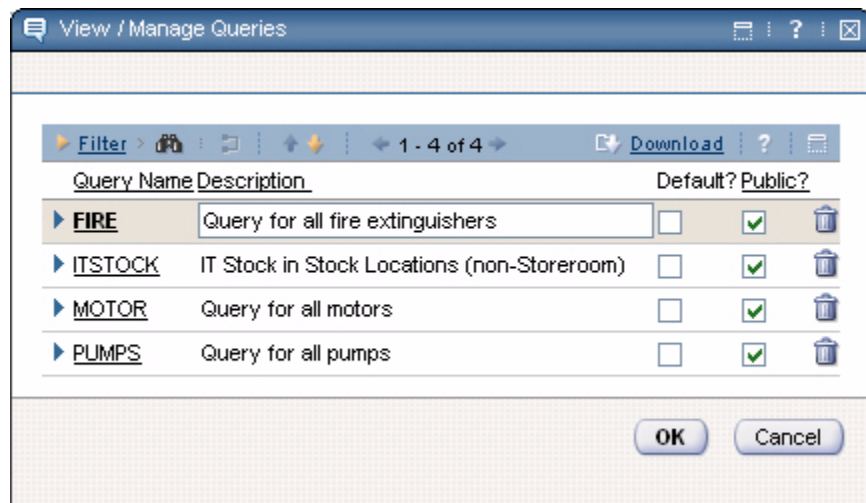 View / Manage Queries ?
Filter 1 - 4 of 4 Download ?
Query Name Description Default? Public?
FIRE Query for all fire extinguishers
ITSTOCK IT Stock in Stock Locations (non-Storeroom)
MOTOR Query for all motors
PUMPS Query for all pumps
OK Cancel